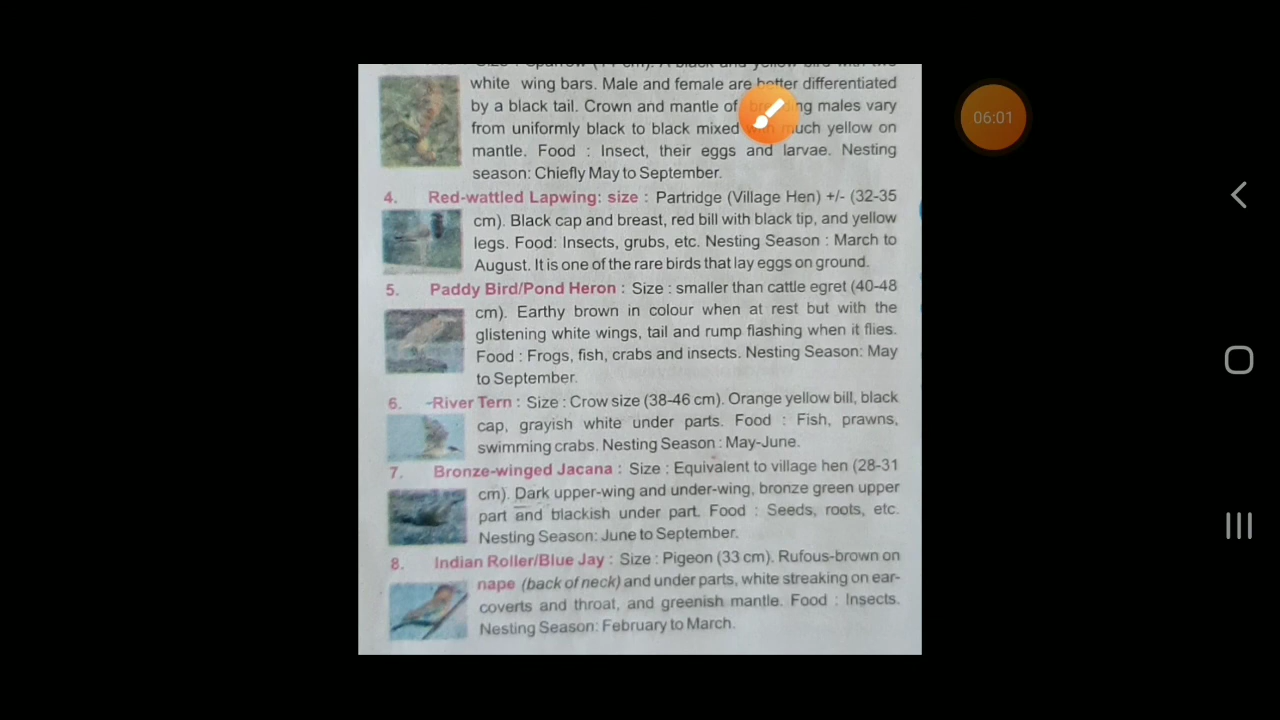 Size : Sparrow (14 cm). A black and yellow bird with two
white wing bars. Male and female are better differentiated
by a black tail. Crown and mantle of breeding males vary
from uniformly black to black mixed with much yellow on
mantle. Food : Insect, their eggs and larvae. Nesting
season: Chiefly May to September.
4. Red-wattled Lapwing: size : Partridge (Village Hen) +/- (32-35
cm). Black cap and breast, red bill with black tip, and yellow
legs. Food: Insects, grubs, etc. Nesting Season : March to
August. It is one of the rare birds that lay eggs on ground.
5. Paddy Bird/Pond Heron : Size : smaller than cattle egret (40-48
cm). Earthy brown in colour when at rest but with the
glistening white wings, tail and rump flashing when it flies.
Food : Frogs, fish, crabs and insects. Nesting Season: May
to September.
6. -River Tern : Size : Crow size (38-46 cm). Orange yellow bill, black
cap, grayish white under parts. Food : Fish, prawns,
swimming crabs. Nesting Season : May-June.
7. Bronze-winged Jacana : Size : Equivalent to village hen (28-31
cm). Dark upper-wing and under-wing, bronze green upper
part and blackish under part. Food : Seeds, roots, etc.
Nesting Season: June to September.
8. Indian Roller/Blue Jay : Size : Pigeon (33 cm). Rufous-brown on
nape (back of neck) and under parts, white streaking on ear-
coverts and throat, and greenish mantle. Food : Insects.
Nesting Season: February to March.
06:01